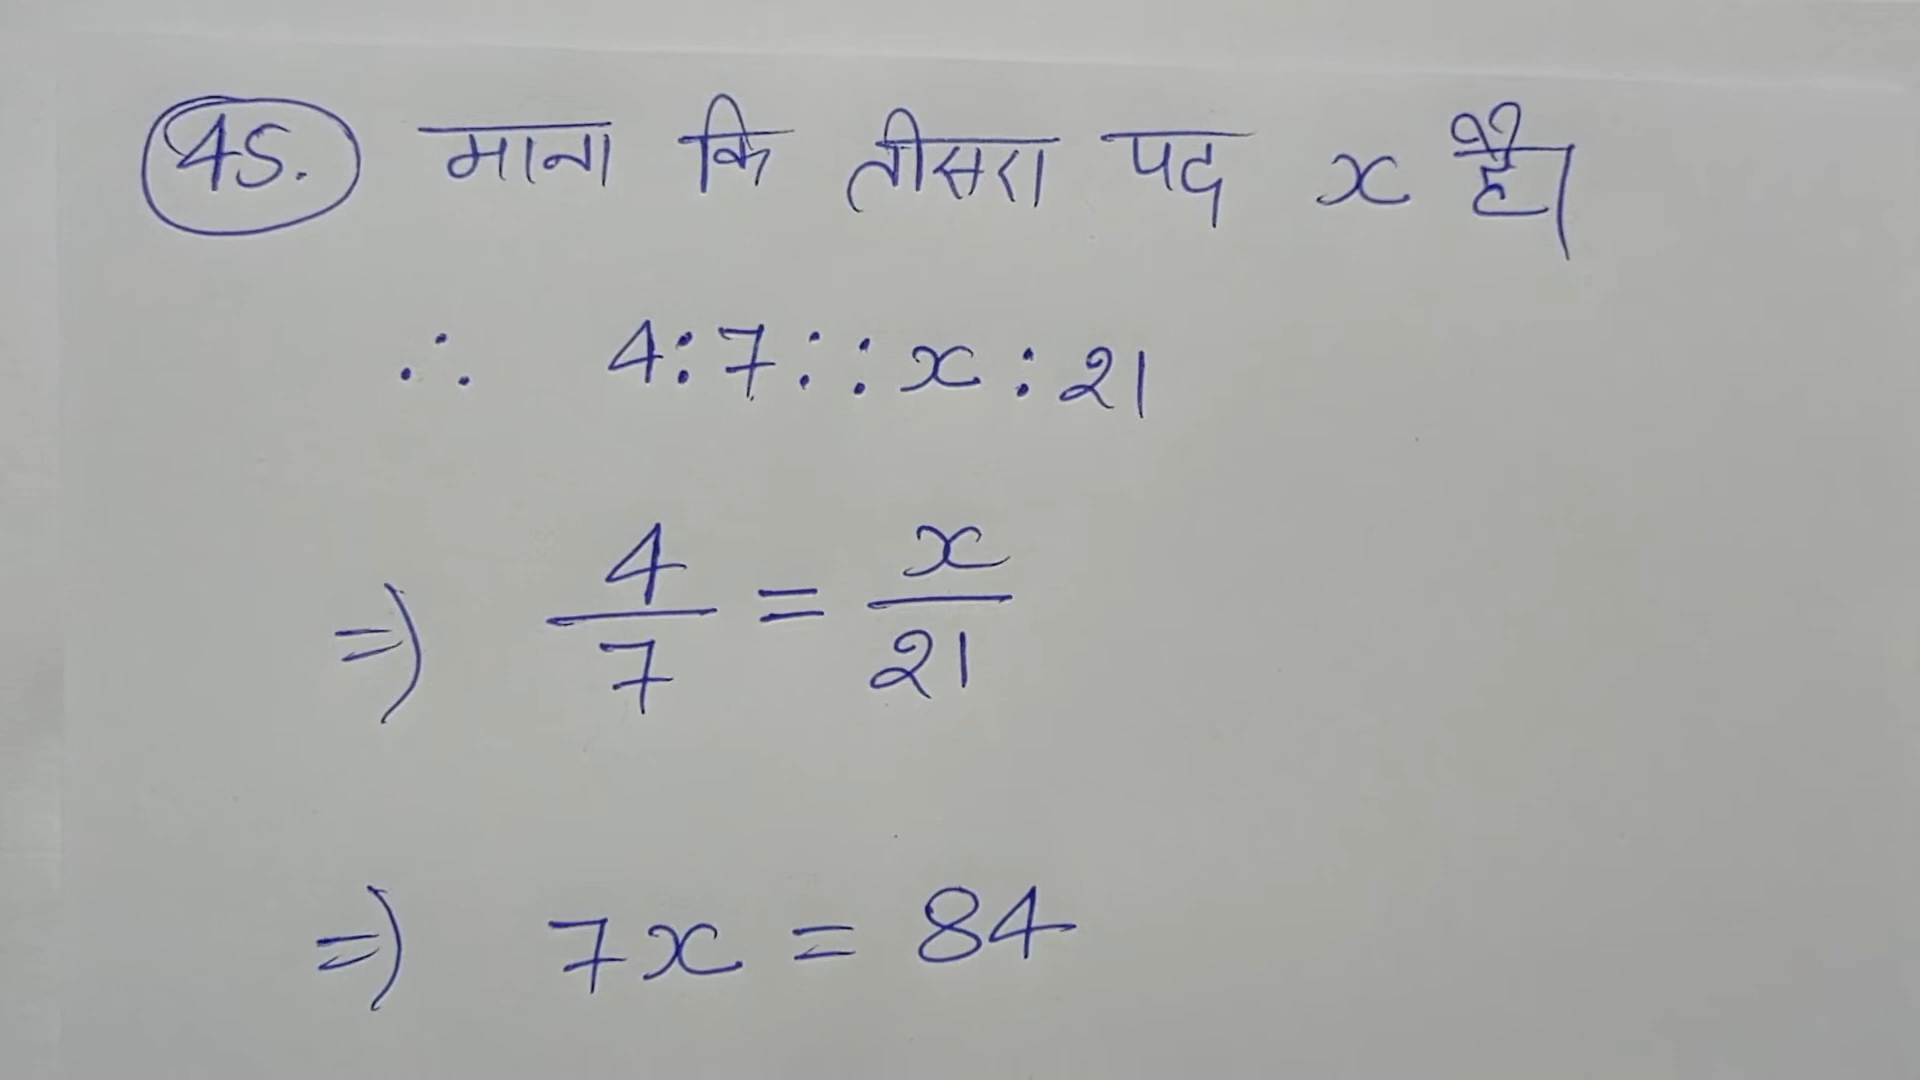 45. माना कि तीसरा पद x है।
∴ 4:7::x:21
⇒ 4/7 = x/21
⇒ 7x = 84